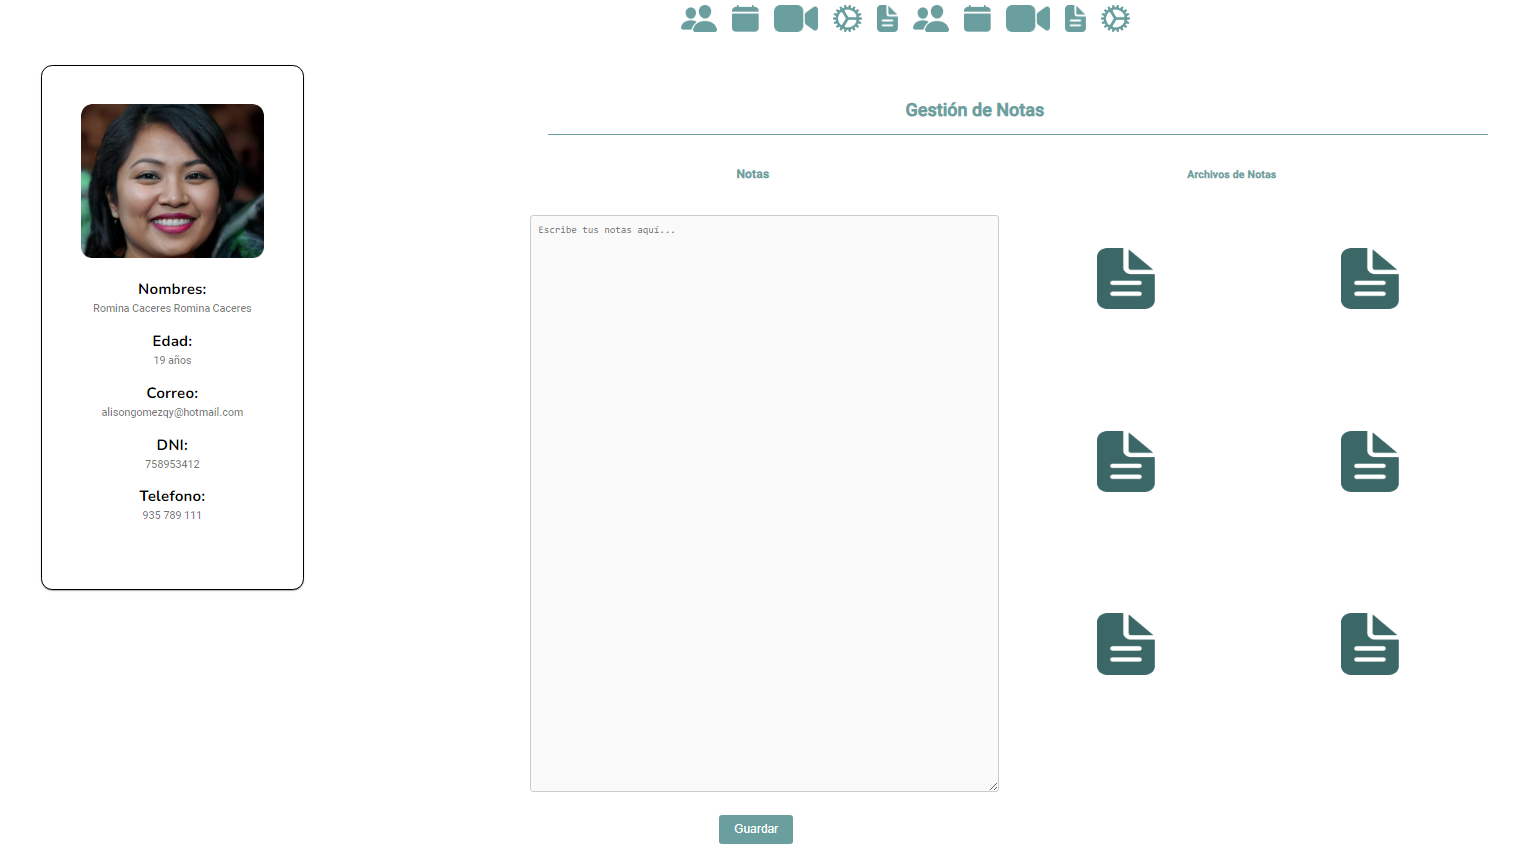 Nombres:
Romina Caceres Romina Caceres
Edad:
19 años
Correo:
alisongomezqy@hotmail.com
DNI:
758953412
Telefono:
935 789 111
Gestión de Notas
Notas
Escribe tus notas aquí...
Guardar
Archivos de Notas